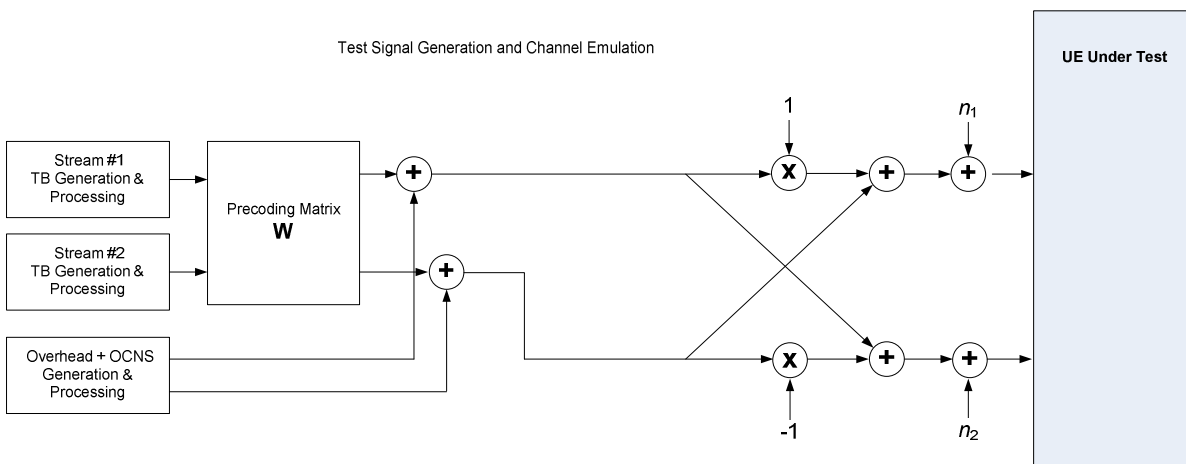 Test Signal Generation and Channel Emulation
UE Under Test
1
n1
Stream #1
TB Generation &
Processing
+
x
+
+
Precoding Matrix
W
Stream #2
TB Generation &
Processing
+
Overhead + OCNS
Generation &
Processing
x
+
+
-1
n2